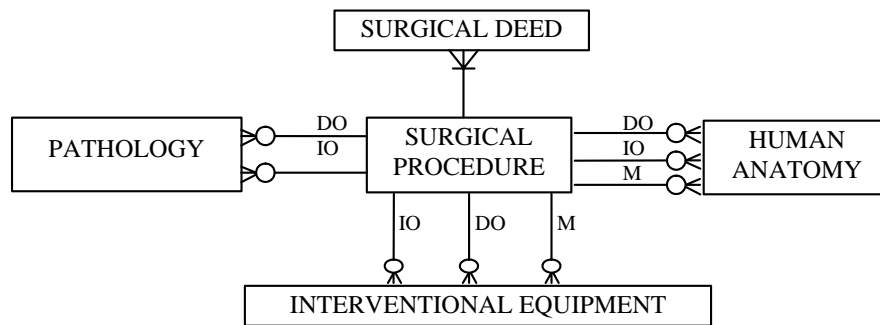 SURGICAL DEED
PATHOLOGY
DO
IO
SURGICAL
PROCEDURE
DO
IO
M
HUMAN
ANATOMY
IO
DO
M
INTERVENTIONAL EQUIPMENT